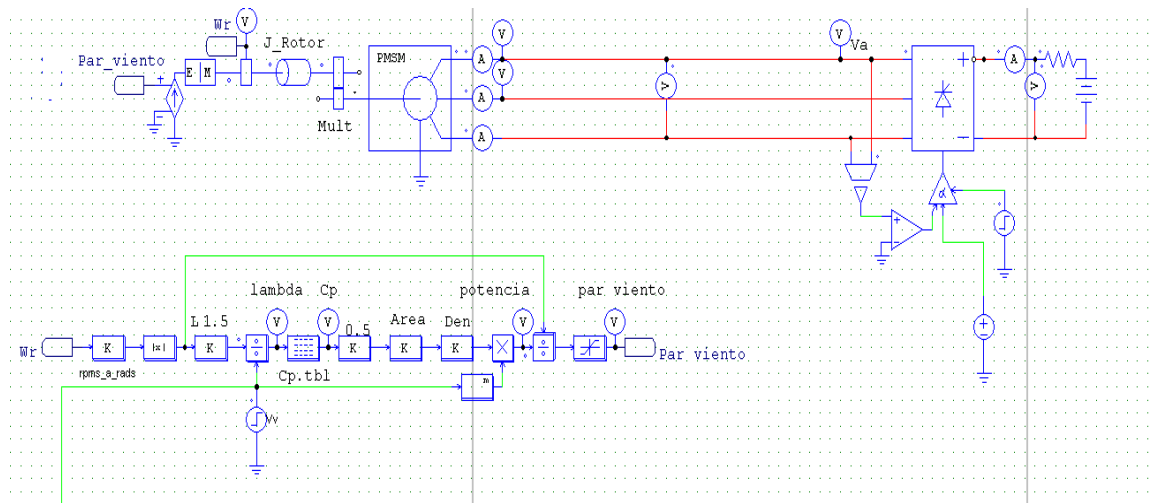 Wr
V
J_Rotor
Par_viento
E M
PMSM
A
V
V
A
A
Mult
V
V
Va
A
V
α
lambda
Cp
potencia
par viento
L 1.5
V
V
0.5
Area
Den
V
V
Wr
K
|x|
K
K
K
K
Par viento
rpms_a_rads
Cp.tbl
m
Vv